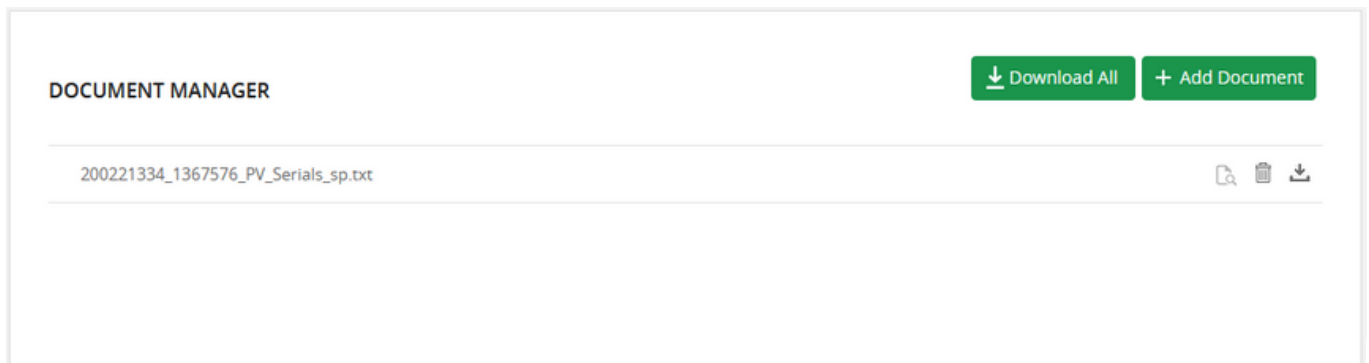 Download All
+ Add Document
DOCUMENT MANAGER
200221334_1367576_PV_Serials_sp.txt